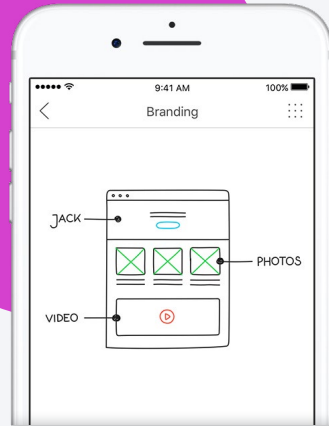 9:41 AM
100%
Branding
JACK
PHOTOS
VIDEO